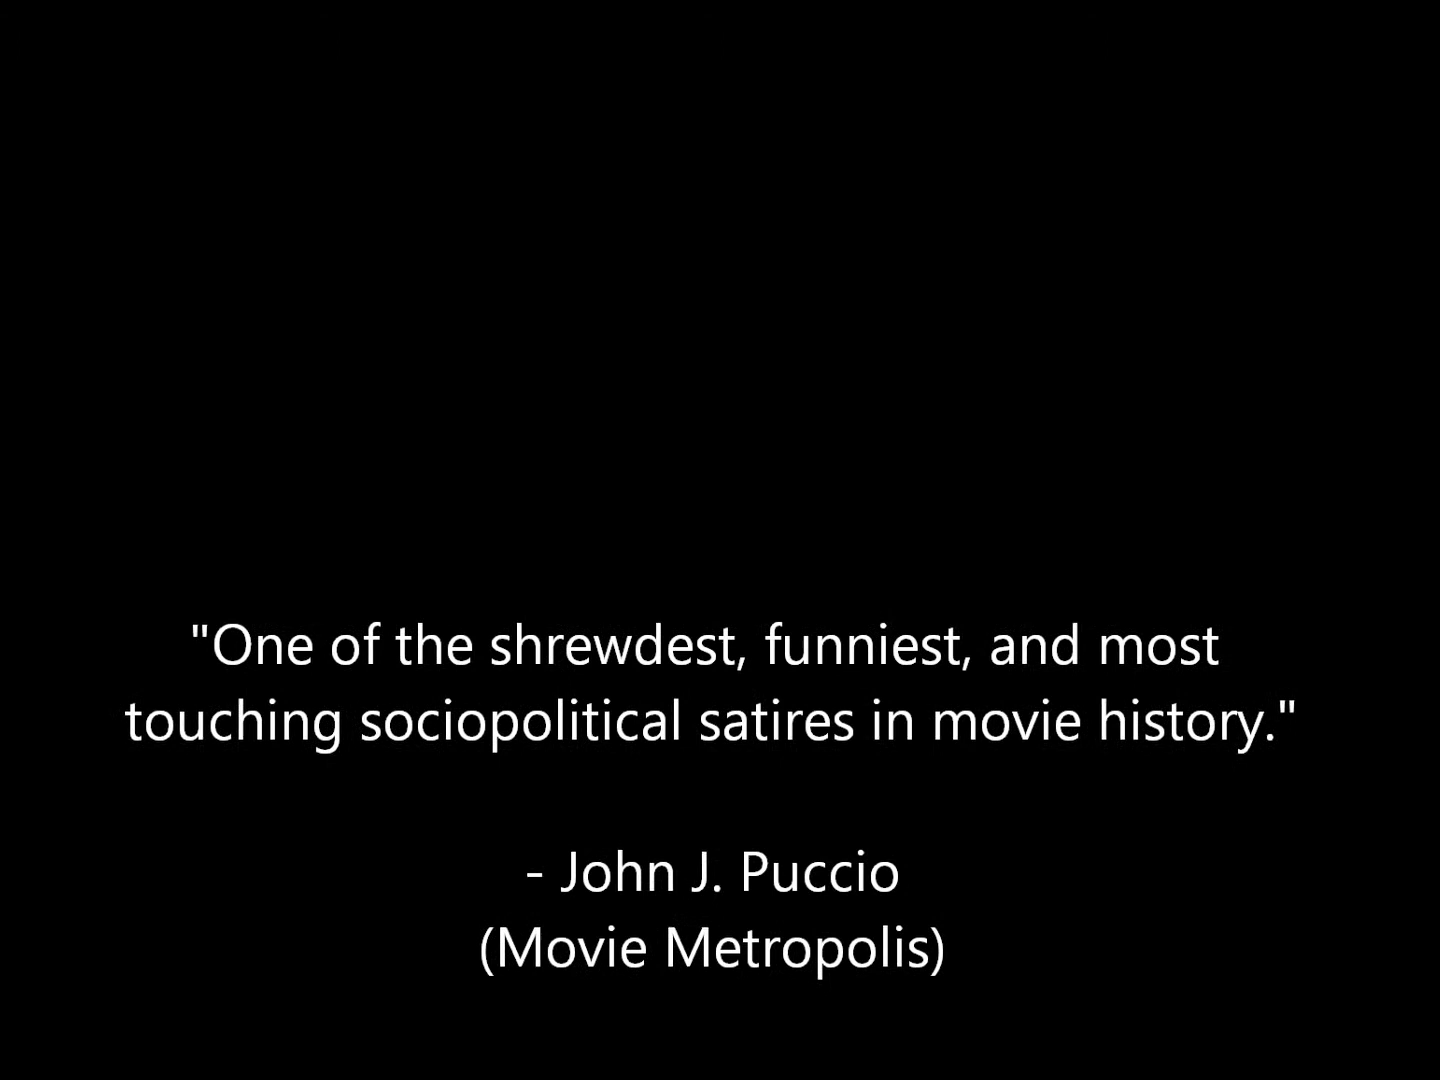 "One of the shrewdest, funniest, and most
touching sociopolitical satires in movie history."
- John J. Puccio
(Movie Metropolis)